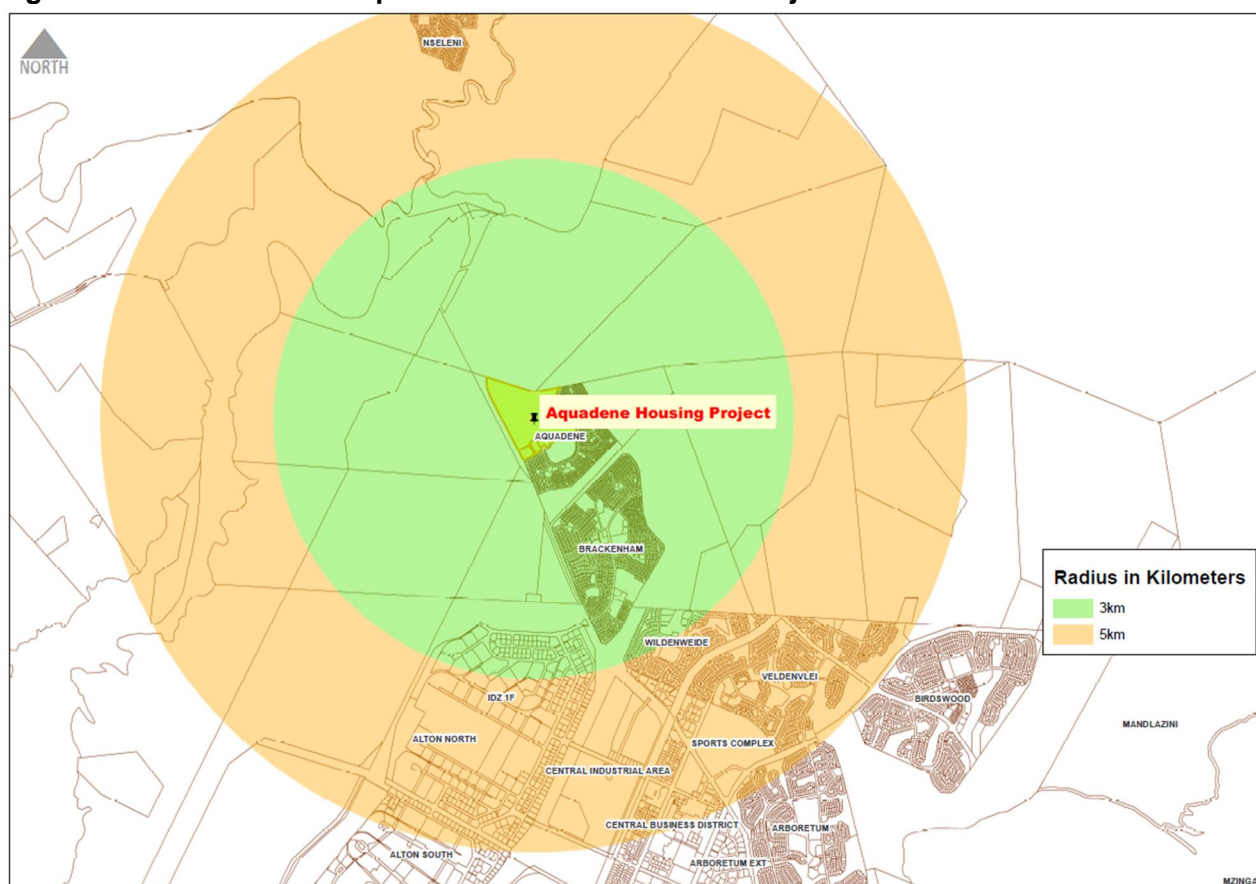 NORTH
NSELENI
Aquadene Housing Project
AQUADENE
BRACKENHAM
Radius in Kilometers
3km
5km
WILDENWEIDE
VELDENVLEI
IDZ 1F
BIRDSWOOD
MANDLAZINI
ALTON NORTH
SPORTS COMPLEX
CENTRAL INDUSTRIAL AREA
CENTRAL BUSINESS DISTRICT
ARBORETUM
ALTON SOUTH
ARBORETUM EXT